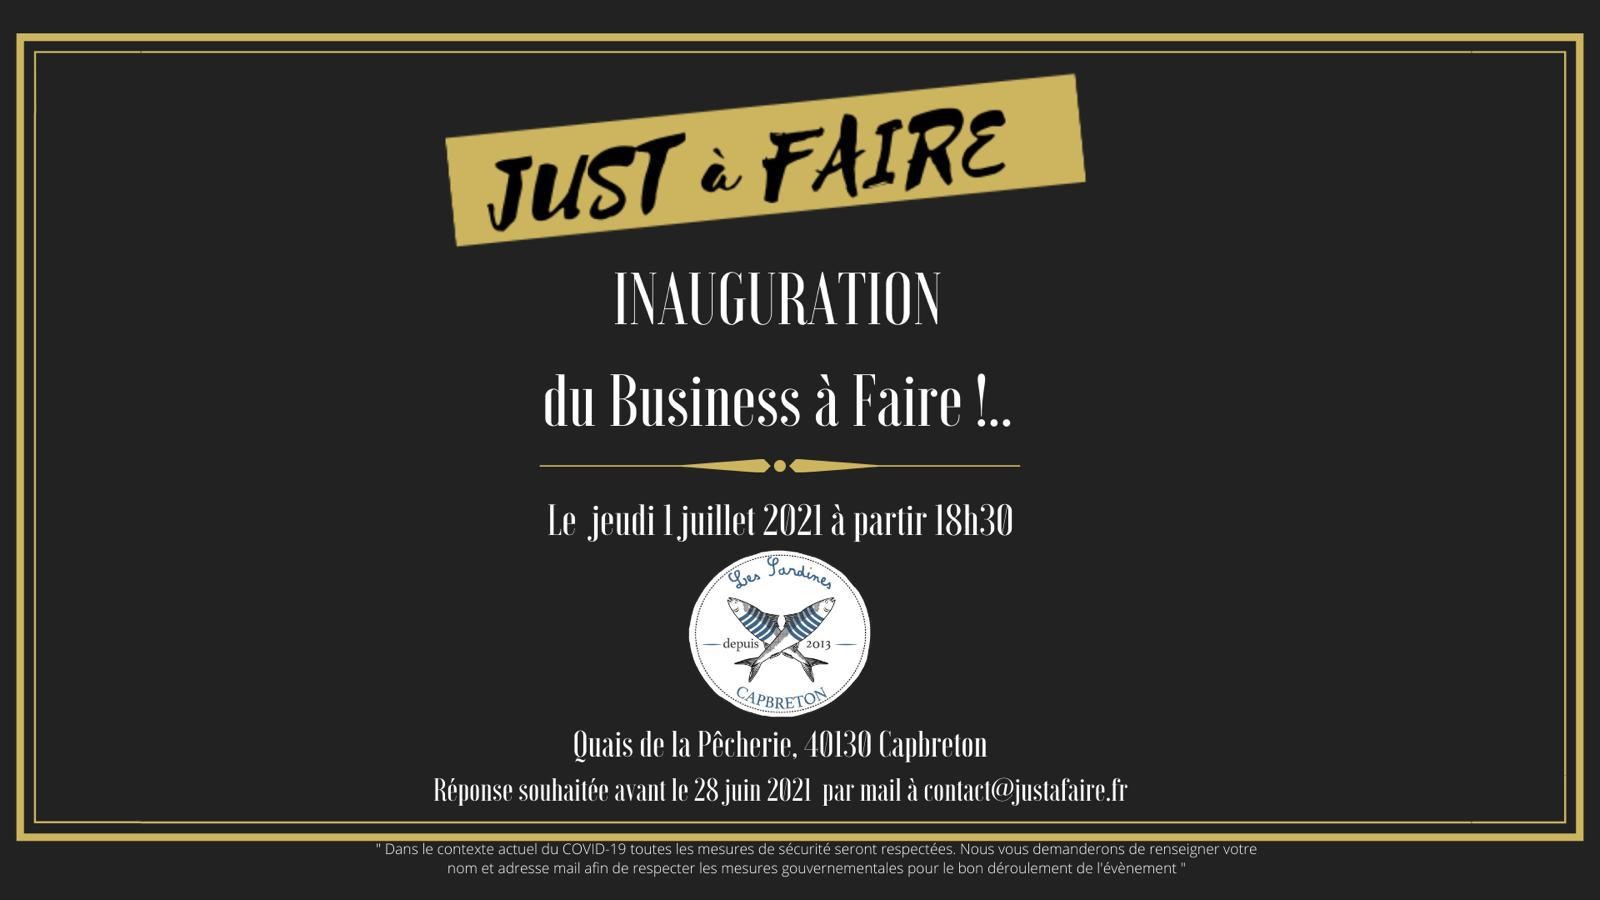 JUST à FAIRE
INAUGURATION
du Business à Faire !..
Le jeudi 1 juillet 2021 à partir 18h30
Les Sardines
depuis 2013
CAPBRETON
Quais de la Pêcherie, 40130 Capbreton
Réponse souhaitée avant le 28 juin 2021 par mail à contact@justafaire.fr
" Dans le contexte actuel du COVID-19 toutes les mesures de sécurité seront respectées. Nous vous demanderons de renseigner votre
nom et adresse mail afin de respecter les mesures gouvernementales pour le bon déroulement de l'évènement "